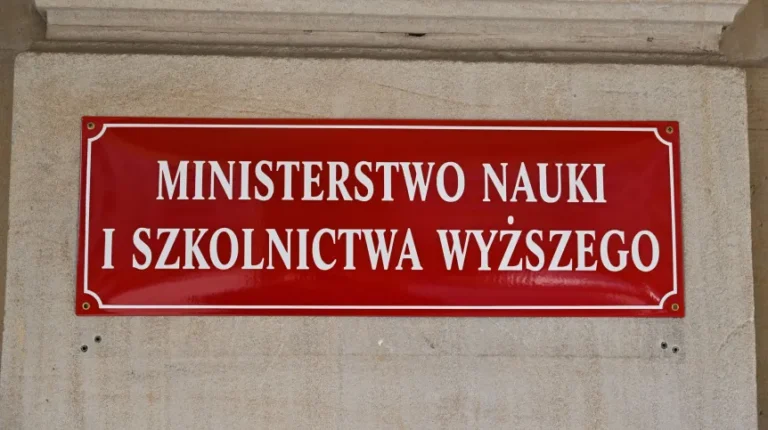 MINISTERSTWO NAUKI
I SZKOLNICTWA WYŻSZEGO